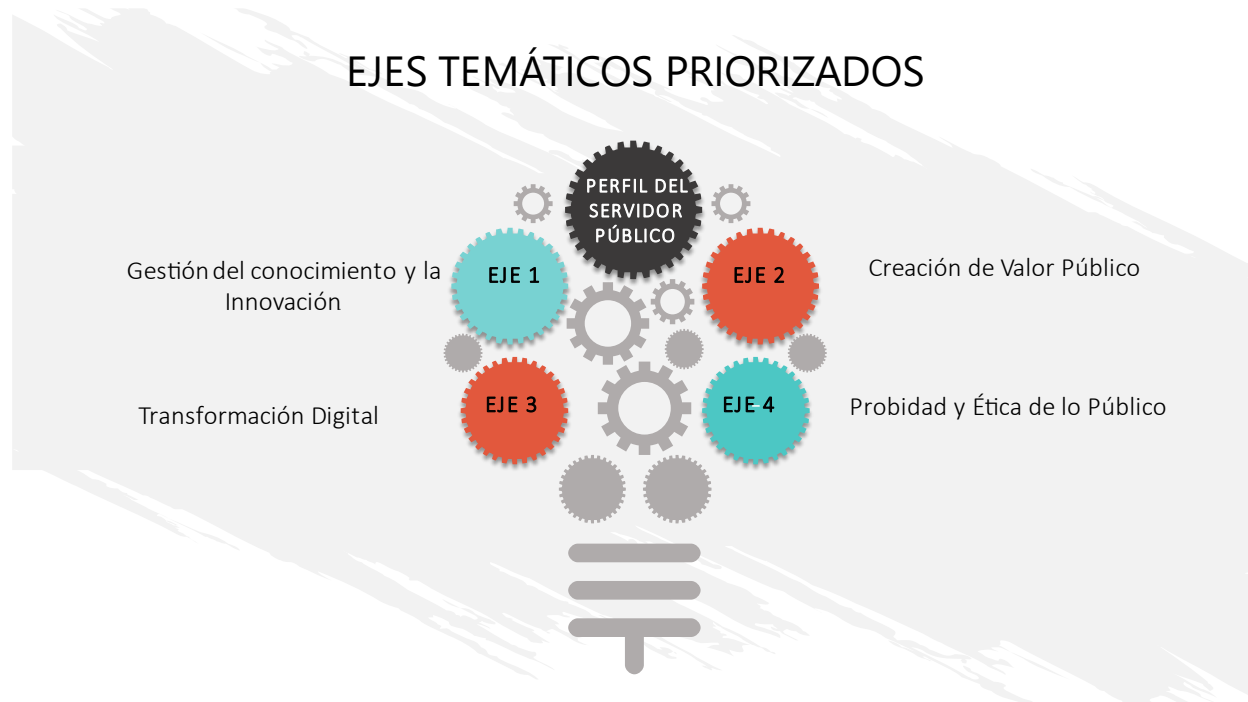 EJES TEMÁTICOS PRIORIZADOS
PERFIL DEL
SERVIDOR
PÚBLICO
EJE 1
Gestión del conocimiento y la
Innovación
EJE 2
Creación de Valor Público
EJE 3
Transformación Digital
EJE 4
Probidad y Ética de lo Público